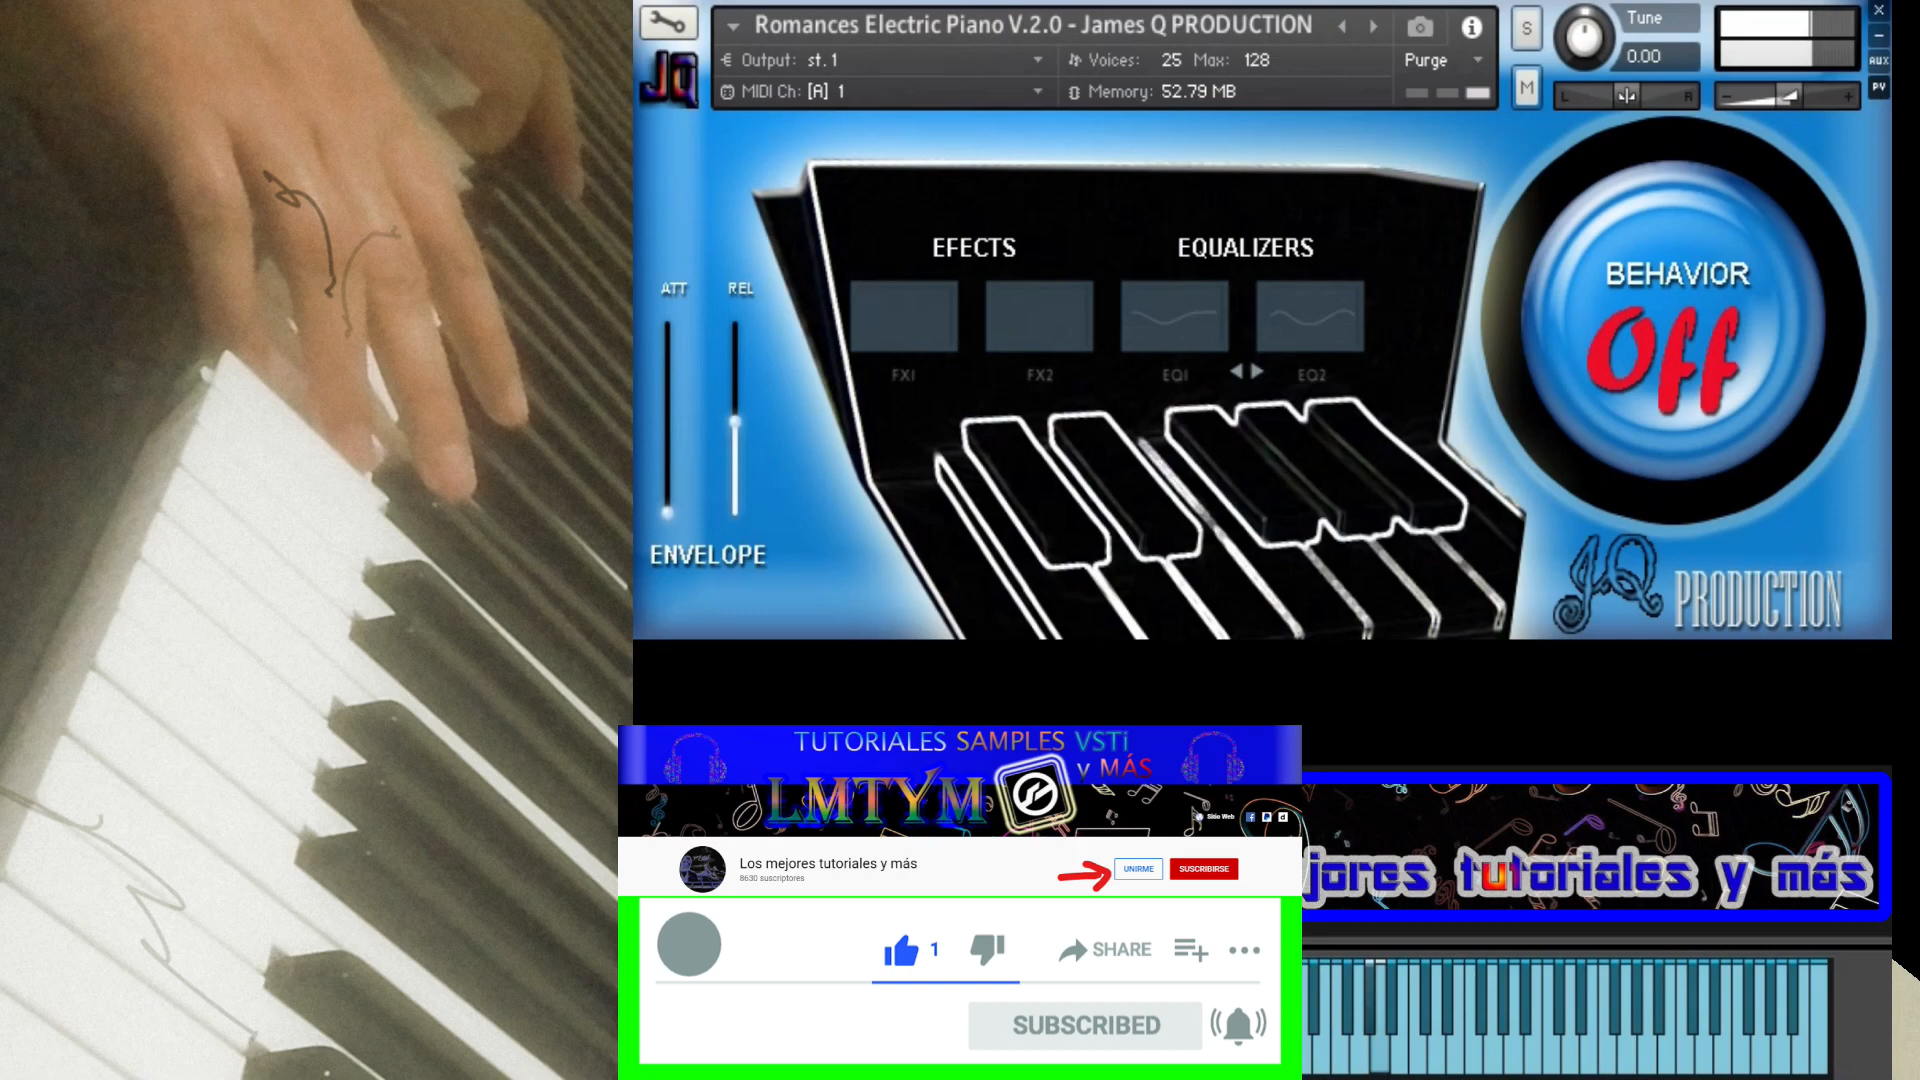 Romances Electric Piano V.2.0 - James Q PRODUCTION
JQ
Output: st.1
Voices: 25 Max: 128
Purge
MIDI Ch: [A] 1
Memory: 52.79 MB
S
M
Tune
0.00
L R
- +
AUX
PV
EFECTS
EQUALIZERS
FX1
FX2
EQ1
EQ2
ATT
REL
ENVELOPE
BEHAVIOR
Off
JQ PRODUCTION
TUTORIALES SAMPLES VSTi
y MÁS
LMTYM
Sitio Web
Los mejores tutoriales y más
8630 suscriptores
UNIRME
SUSCRIBIRSE
jores tutoriales y más
1
SHARE
SUBSCRIBED